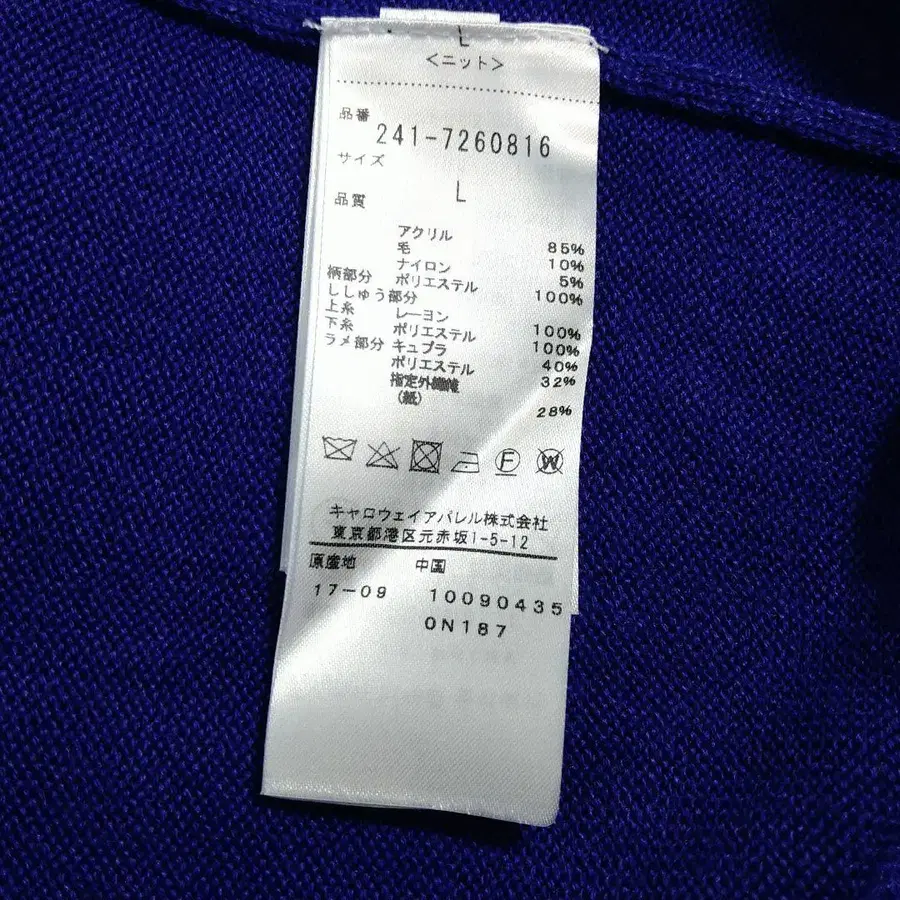 L
<ニット>
品番
241-7260816
サイズ
L
品質
アクリル 85%
毛 10%
ナイロン 5%
柄部分 ポリエステル 100%
ししゅう部分
上糸 レーヨン 100%
下糸 ポリエステル 100%
ラメ部分 キュプラ 40%
ポリエステル 32%
指定外繊維
(紙) 28%
F
W
キャロウェイアパレル株式会社
東京都港区元赤坂1-5-12
原産地 中国
17-09 10090435
0N187